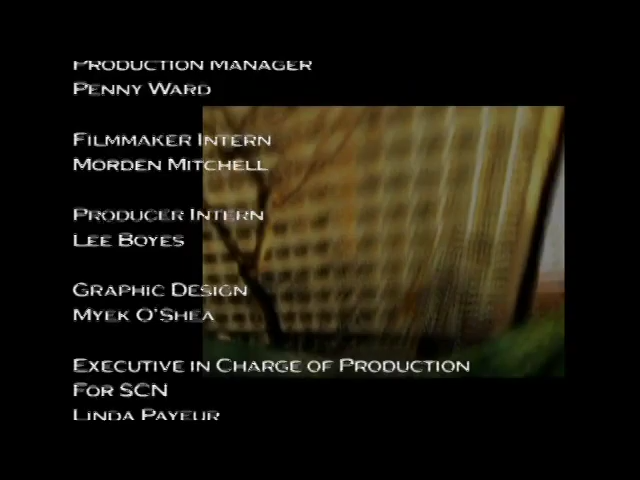 PRODUCTION MANAGER
PENNY WARD
FILMMAKER INTERN
MORDEN MITCHELL
PRODUCER INTERN
LEE BOYES
GRAPHIC DESIGN
MYEK O'SHEA
EXECUTIVE IN CHARGE OF PRODUCTION
FOR SCN
LINDA PAYEUR